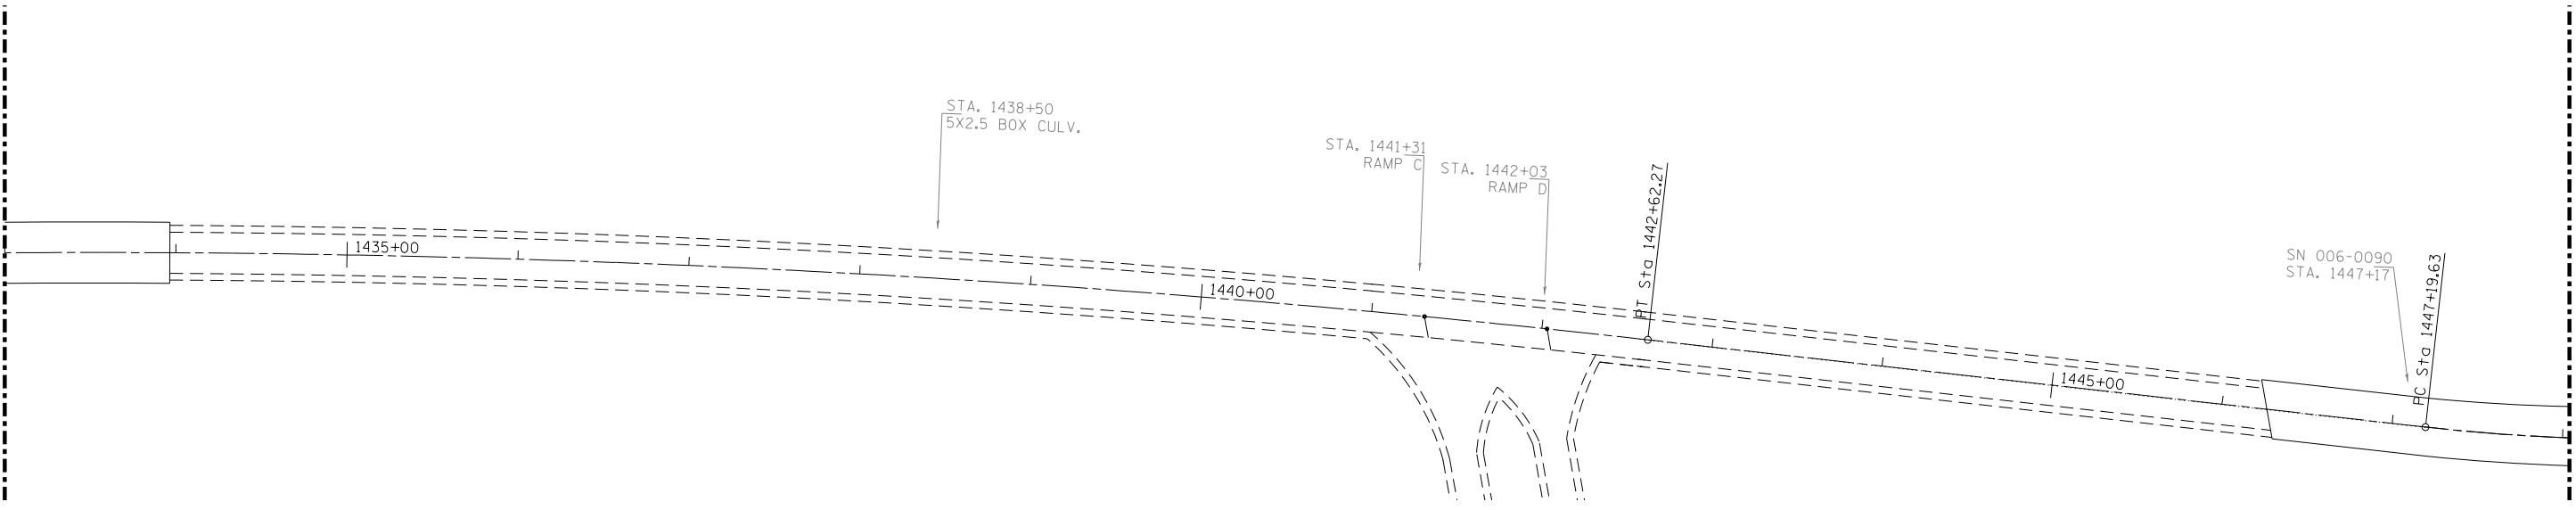 STA. 1438+50
5X2.5 BOX CULV.
STA. 1441+31
RAMP C
STA. 1442+03
RAMP D
PT Sta 1442+62.27
1435+00
1440+00
SN 006-0090
STA. 1447+17
PC Sta 1447+19.63
1445+00